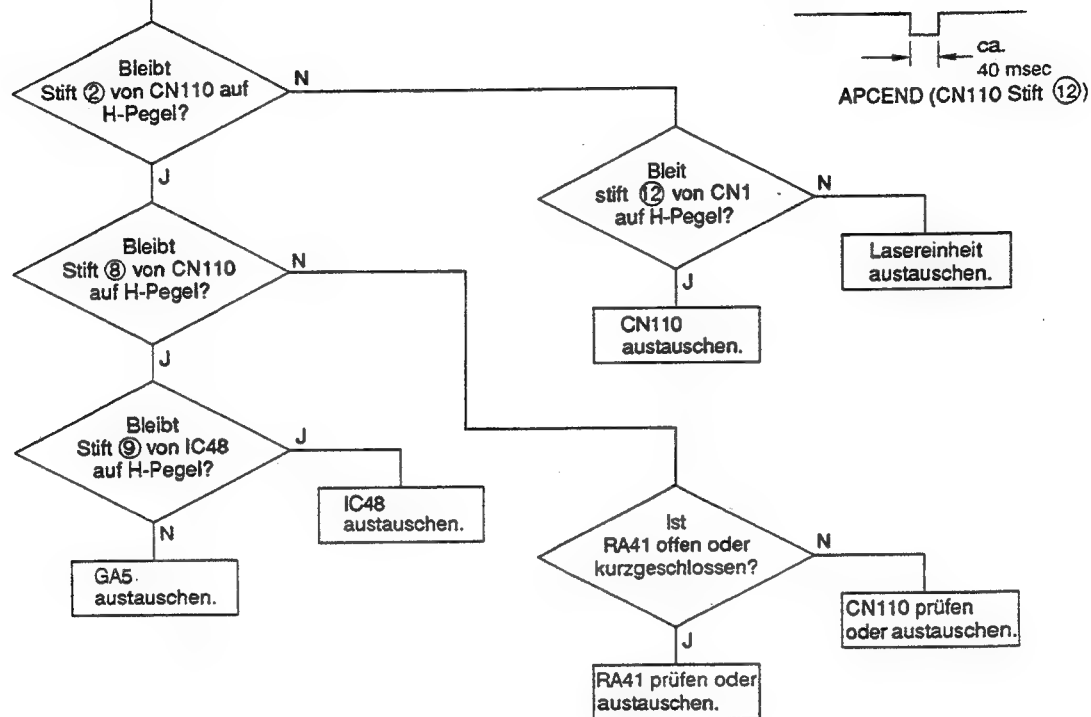 Bleibt
Stift ② von CN110 auf
H-Pegel?
N
J
ca.
40 msec
APCEND (CN110 Stift ⑫)
Bleit
stift ⑫ von CN1
auf H-Pegel?
N
J
Lasereinheit
austauschen.
CN110
austauschen.
Bleibt
Stift ⑧ von CN110
auf H-Pegel?
N
J
Bleibt
Stift ⑨ von IC48
auf H-Pegel?
J
N
IC48
austauschen.
GA5.
austauschen.
Ist
RA41 offen oder
kurzgeschlossen?
N
J
CN110 prüfen
oder austauschen.
RA41 prüfen oder
austauschen.